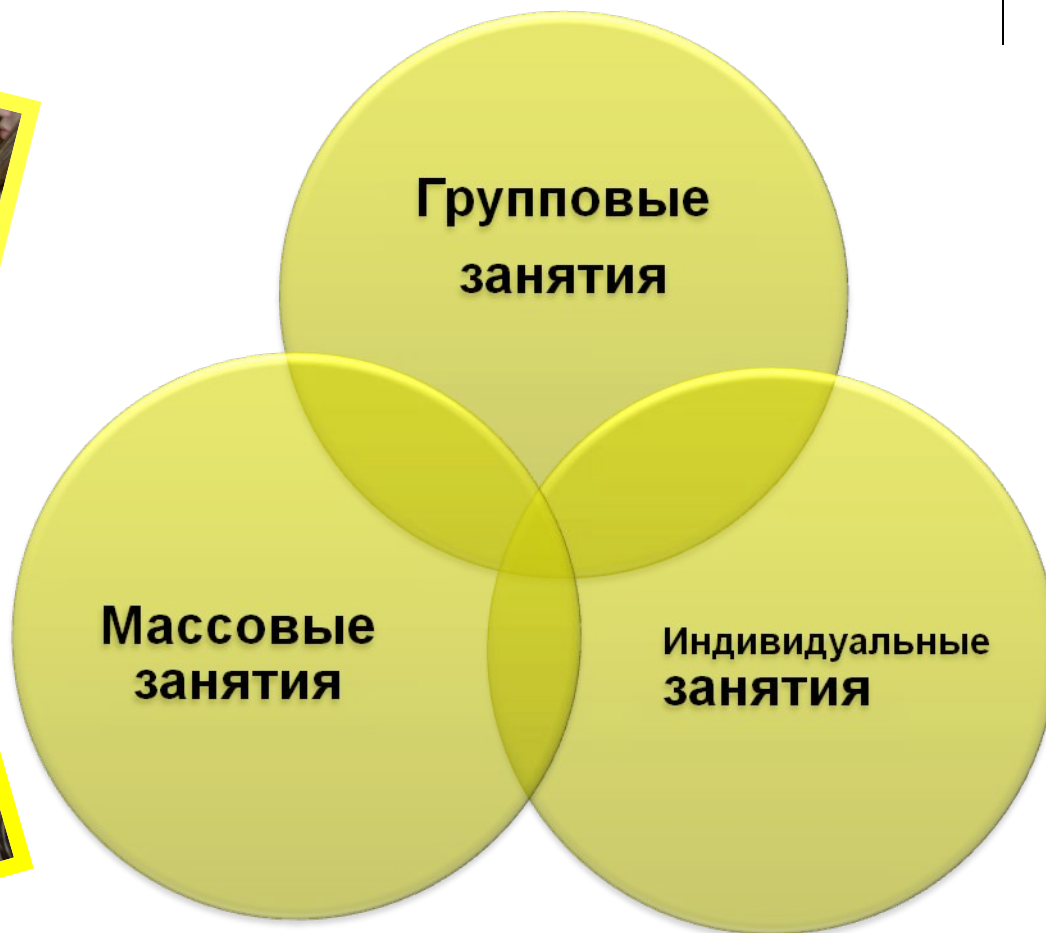 Групповые
занятия
Массовые
занятия
Индивидуальные
занятия